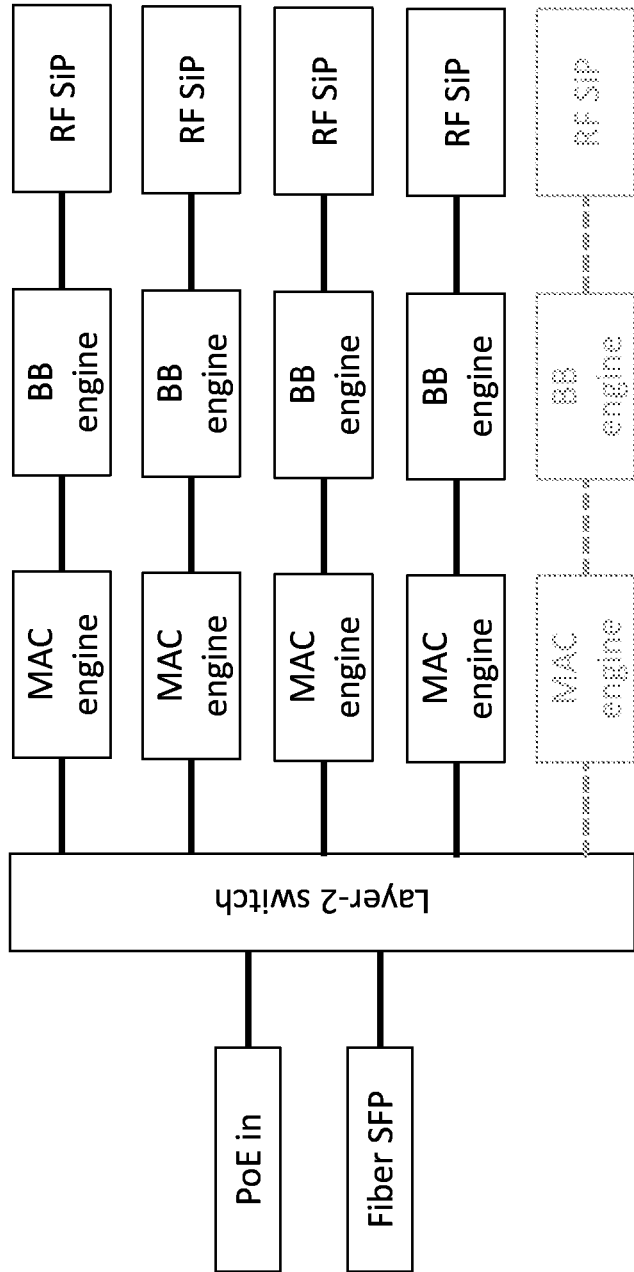 RF SiP
RF SiP
RF SiP
RF SiP
RF SiP
BB
engine
BB
engine
BB
engine
BB
engine
BB
engine
MAC
engine
MAC
engine
MAC
engine
MAC
engine
MAC
engine
Layer-2 switch
PoE in
Fiber SFP